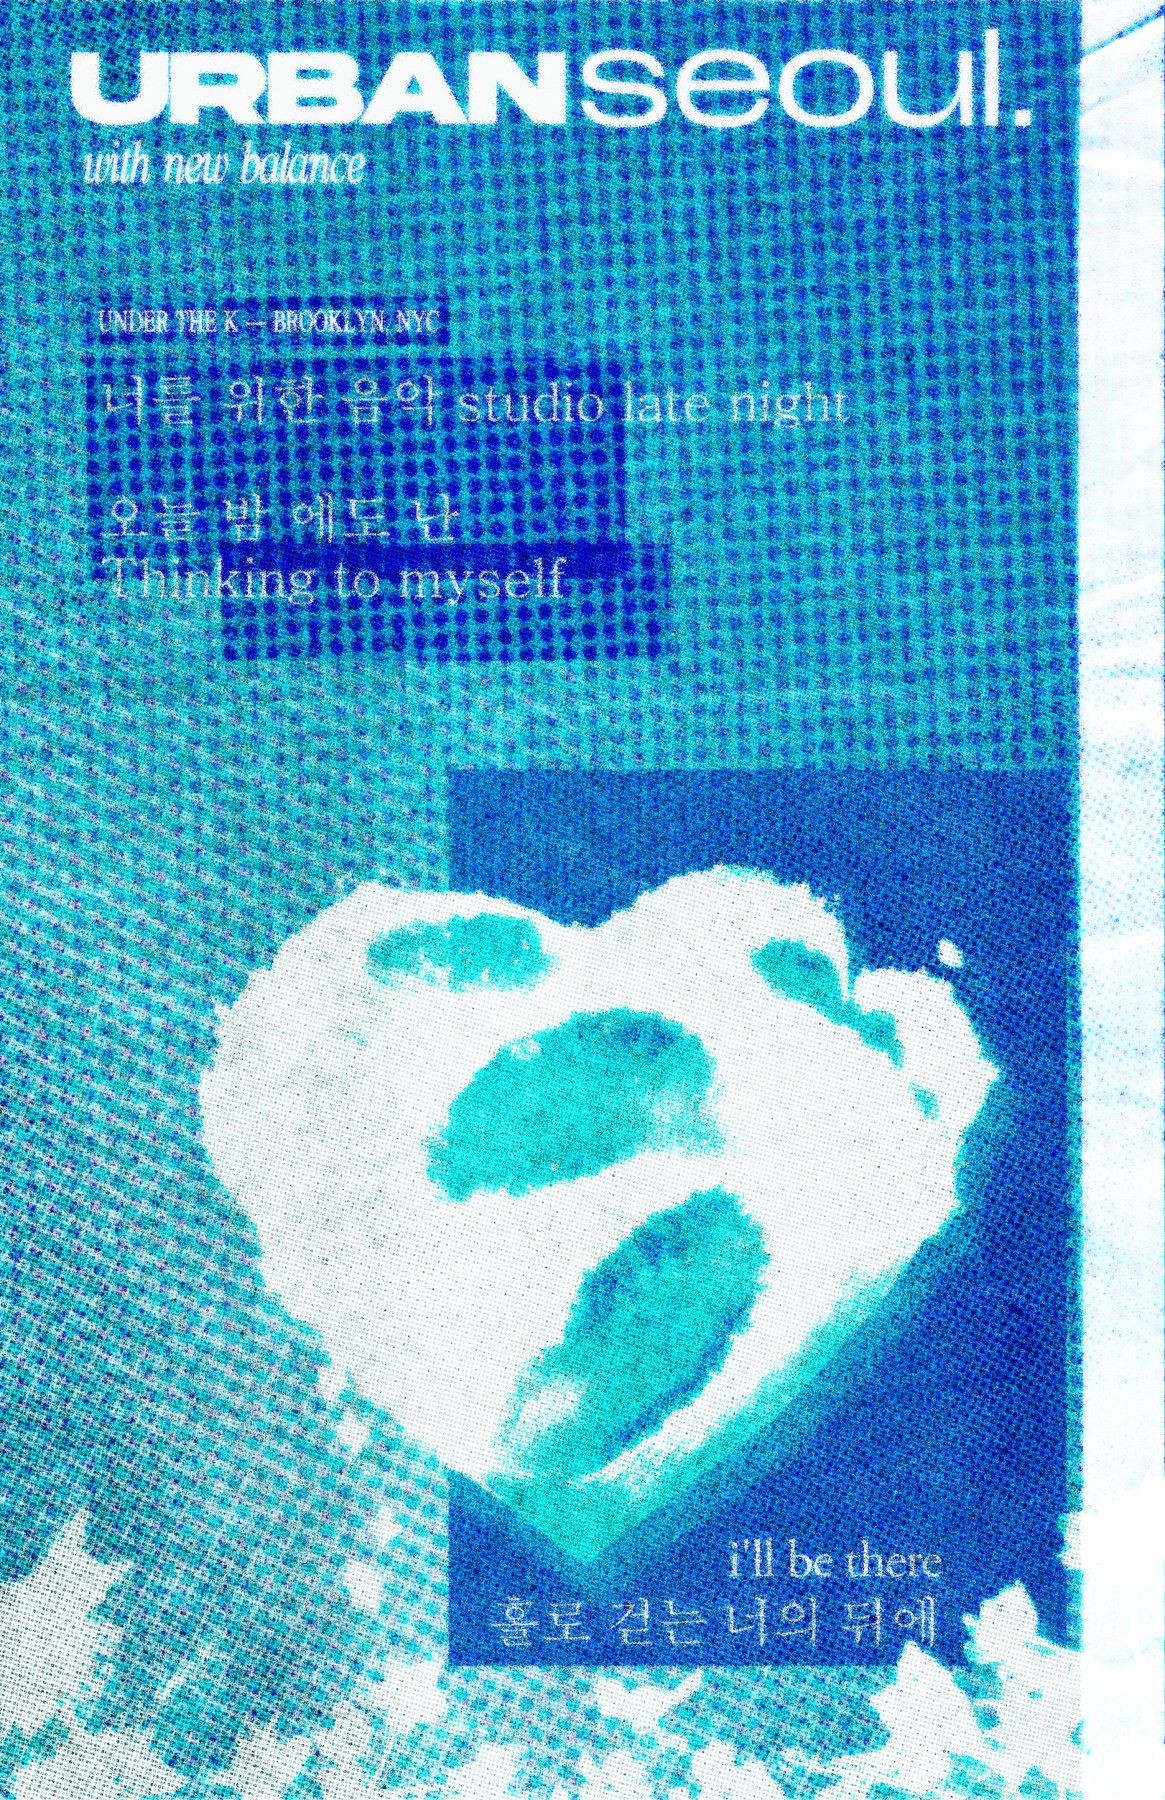 URBANseoul.
with new balance
UNDER THE K – BROOKLYN, NYC
너를 위한 음악 studio late night
오늘 밤 에도 난
Thinking to myself
i'll be there
홀로 걷는 너의 뒤에